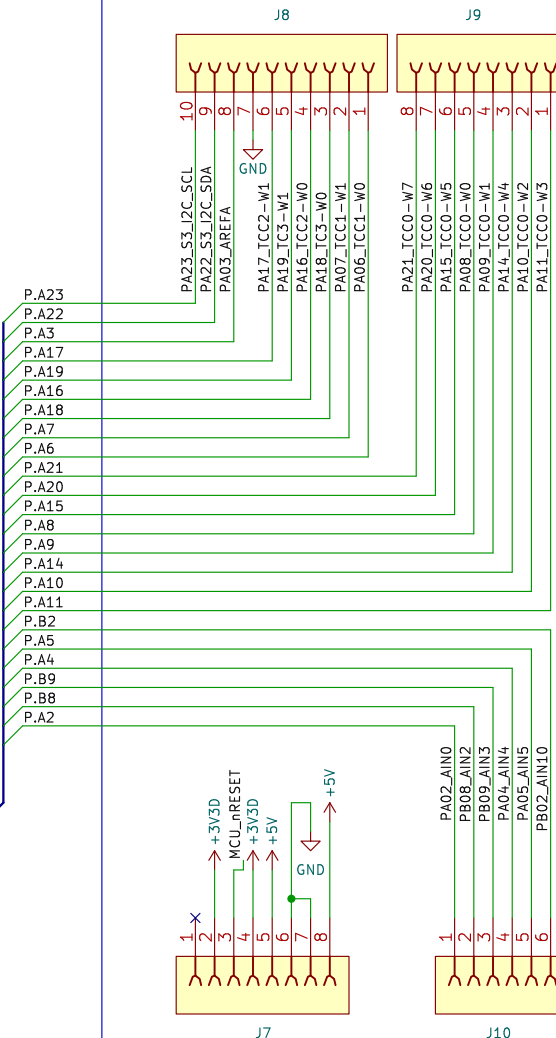 J8
J9
10
9
8
7
6
5
4
3
2
1
8
7
6
5
4
3
2
1
GND
PA23_S3_I2C_SCL
PA22_S3_I2C_SDA
PA03_AREFA
PA17_TCC2-W1
PA19_TC3-W1
PA16_TCC2-W0
PA18_TC3-W0
PA07_TCC1-W1
PA06_TCC1-W0
PA21_TCC0-W7
PA20_TCC0-W6
PA15_TCC0-W5
PA08_TCC0-W0
PA09_TCC0-W1
PA14_TCC0-W4
PA10_TCC0-W2
PA11_TCC0-W3
P.A23
P.A22
P.A3
P.A17
P.A19
P.A16
P.A18
P.A7
P.A6
P.A21
P.A20
P.A15
P.A8
P.A9
P.A14
P.A10
P.A11
P.B2
P.A5
P.A4
P.B9
P.B8
P.A2
PA02_AIN0
PB08_AIN2
PB09_AIN3
PA04_AIN4
PA05_AIN5
PB02_AIN10
+3V3D
MCU_nRESET
+3V3D
+5V
GND
+5V
1
2
3
4
5
6
7
8
1
2
3
4
5
6
J7
J10